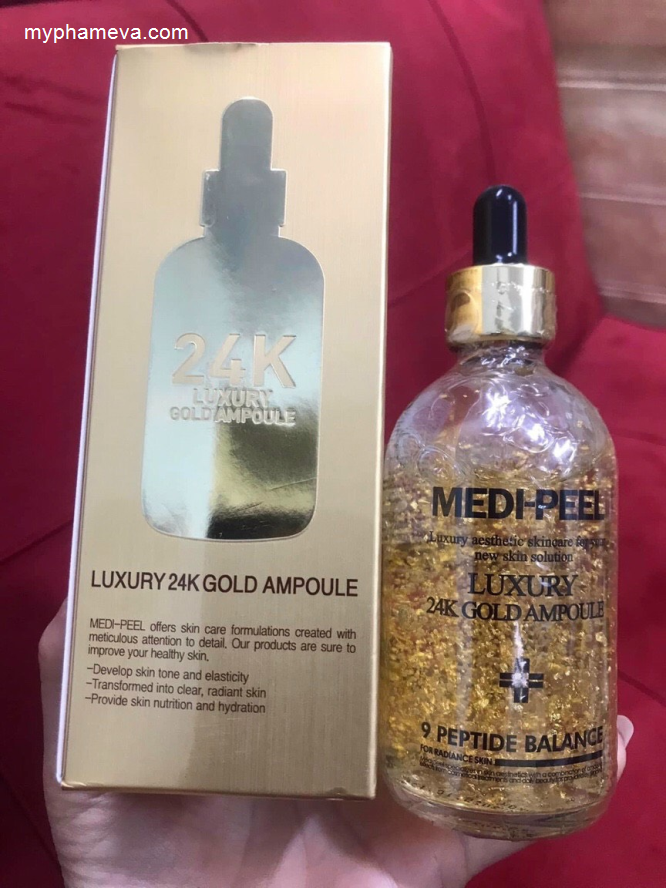 myphameva.com
24K
LUXURY
GOLD AMPOULE
LUXURY 24K GOLD AMPOULE
MEDI-PEEL offers skin care formulations created with
meticulous attention to detail. Our products are sure to
improve your healthy skin.
-Develop skin tone and elasticity
-Transformed into clear, radiant skin
-Provide skin nutrition and hydration
MEDI-PEEL
Luxury aesthetic skincare for your
new skin solution
LUXURY
24K GOLD AMPOULE
9 PEPTIDE BALANCE
FOR RADIANCE SKIN